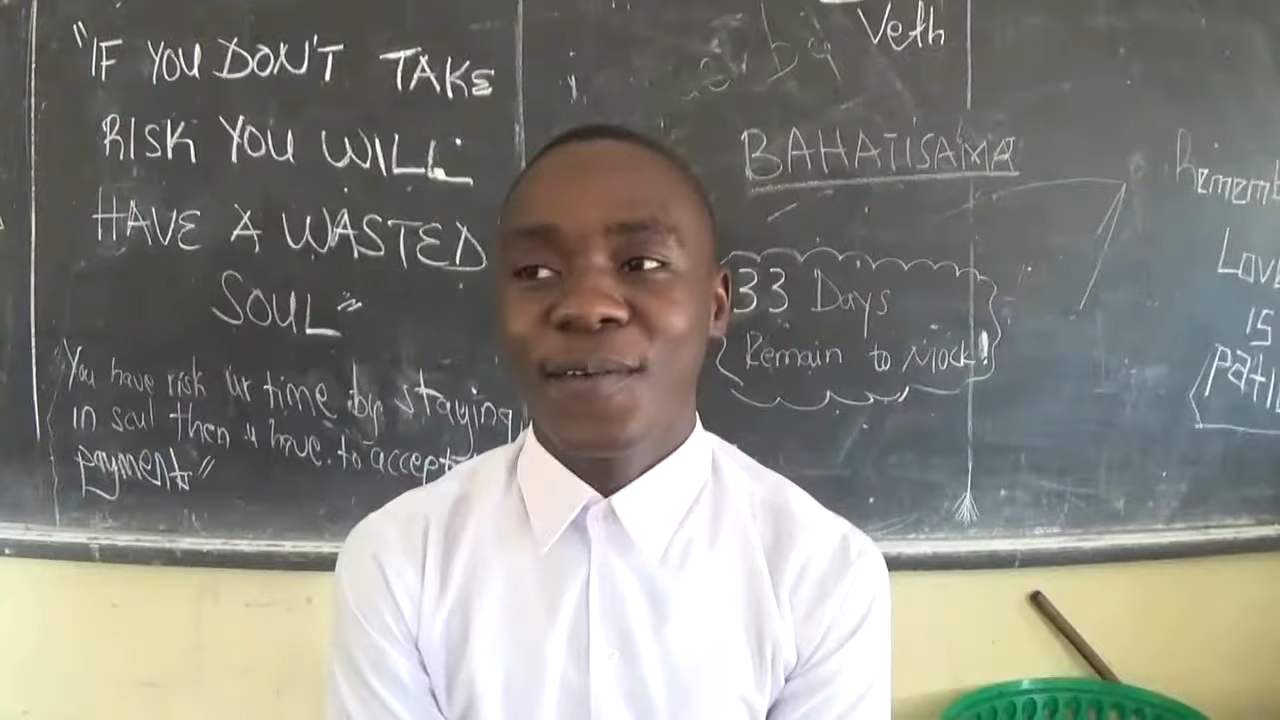 "IF YOU DON'T TAKE
RISK YOU WILL
HAVE A WASTED
SOUL"
You have risk ur time by staying
in soul then u have to accept
payment"
Veth
BAHATISAMA
33 Days
Remain to Mock!
Rememb
Love
is
pati